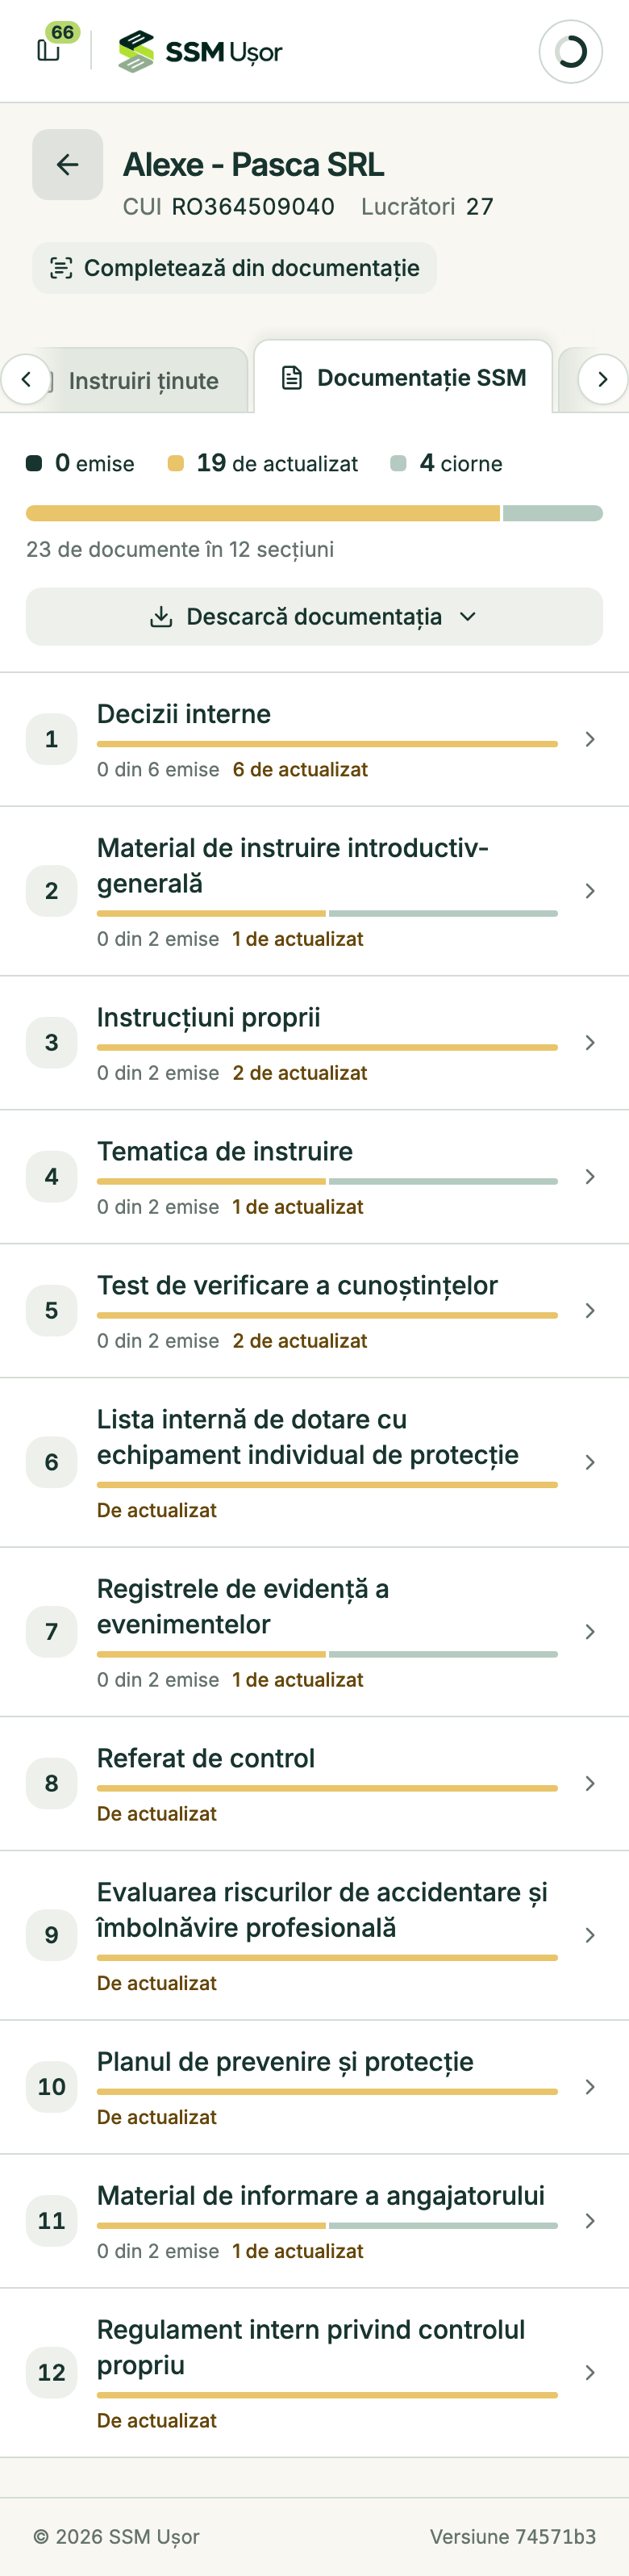 66
SSM Ușor
Alexe - Pasca SRL
CUI RO364509040 Lucrători 27
Completează din documentație
Instruiri ținute
Documentație SSM
0 emise 19 de actualizat 4 ciorne
23 de documente în 12 secțiuni
Descarcă documentația
1
Decizii interne
0 din 6 emise 6 de actualizat
2
Material de instruire introductiv-
generală
0 din 2 emise 1 de actualizat
3
Instrucțiuni proprii
0 din 2 emise 2 de actualizat
4
Tematica de instruire
0 din 2 emise 1 de actualizat
5
Test de verificare a cunoștințelor
0 din 2 emise 2 de actualizat
6
Lista internă de dotare cu
echipament individual de protecție
De actualizat
7
Registrele de evidență a
evenimentelor
0 din 2 emise 1 de actualizat
8
Referat de control
De actualizat
9
Evaluarea riscurilor de accidentare și
îmbolnăvire profesională
De actualizat
10
Planul de prevenire și protecție
De actualizat
11
Material de informare a angajatorului
0 din 2 emise 1 de actualizat
12
Regulament intern privind controlul
propriu
De actualizat
© 2026 SSM Ușor
Versiune 74571b3